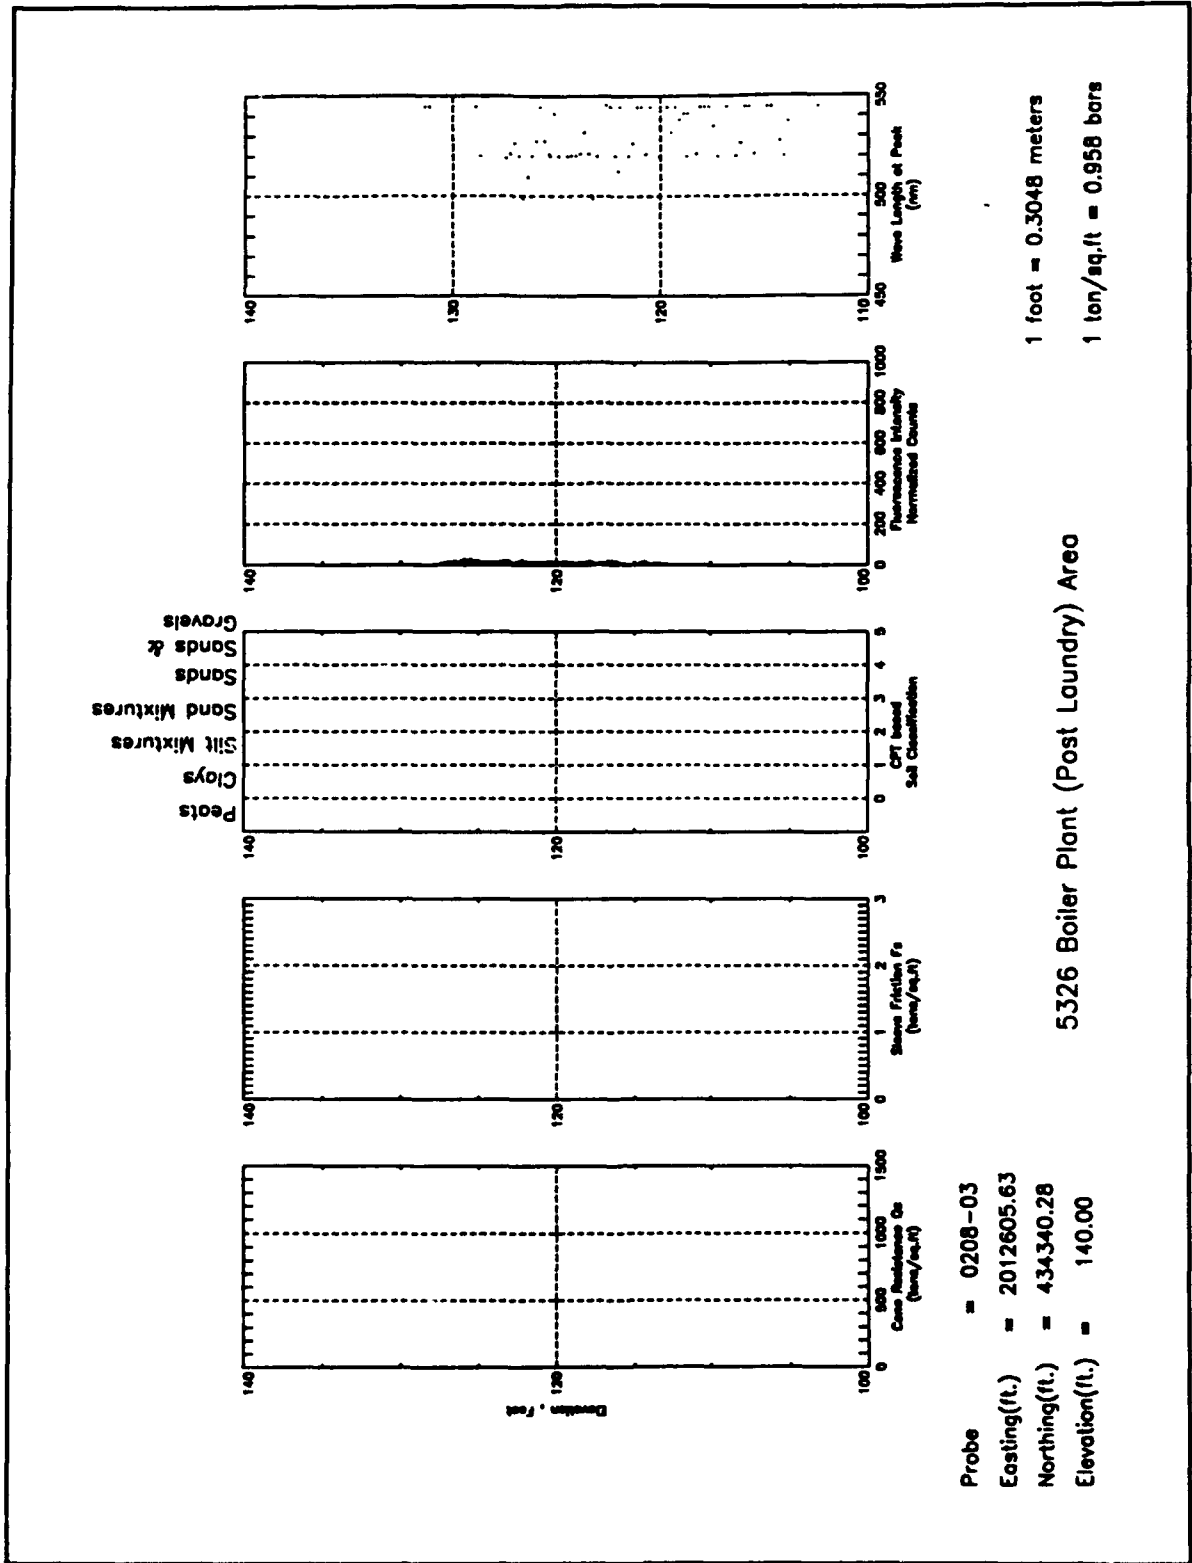 Elevation , Feet
140
120
100
0
500
1000
1500
Cone Resistance Qc
(tons/sq.ft)
140
120
100
0
1
2
3
Sleeve Friction Fs
(tons/sq.ft)
Peats
Clays
Silt Mixtures
Sand Mixtures
Sands
Sands &
Gravels
140
120
100
0
1
2
3
4
5
CPT based
Soil Classification
140
120
100
0
200
400
600
800
1000
Fluorescence Intensity
Normalized Counts
140
130
120
110
450
500
550
Wave Length at Peak
(nm)
Probe = 0208-03
Easting(ft.) = 2012605.63
Northing(ft.) = 434340.28
Elevation(ft.) = 140.00
5326 Boiler Plant (Post Laundry) Area
1 foot = 0.3048 meters
1 ton/sq.ft = 0.958 bars